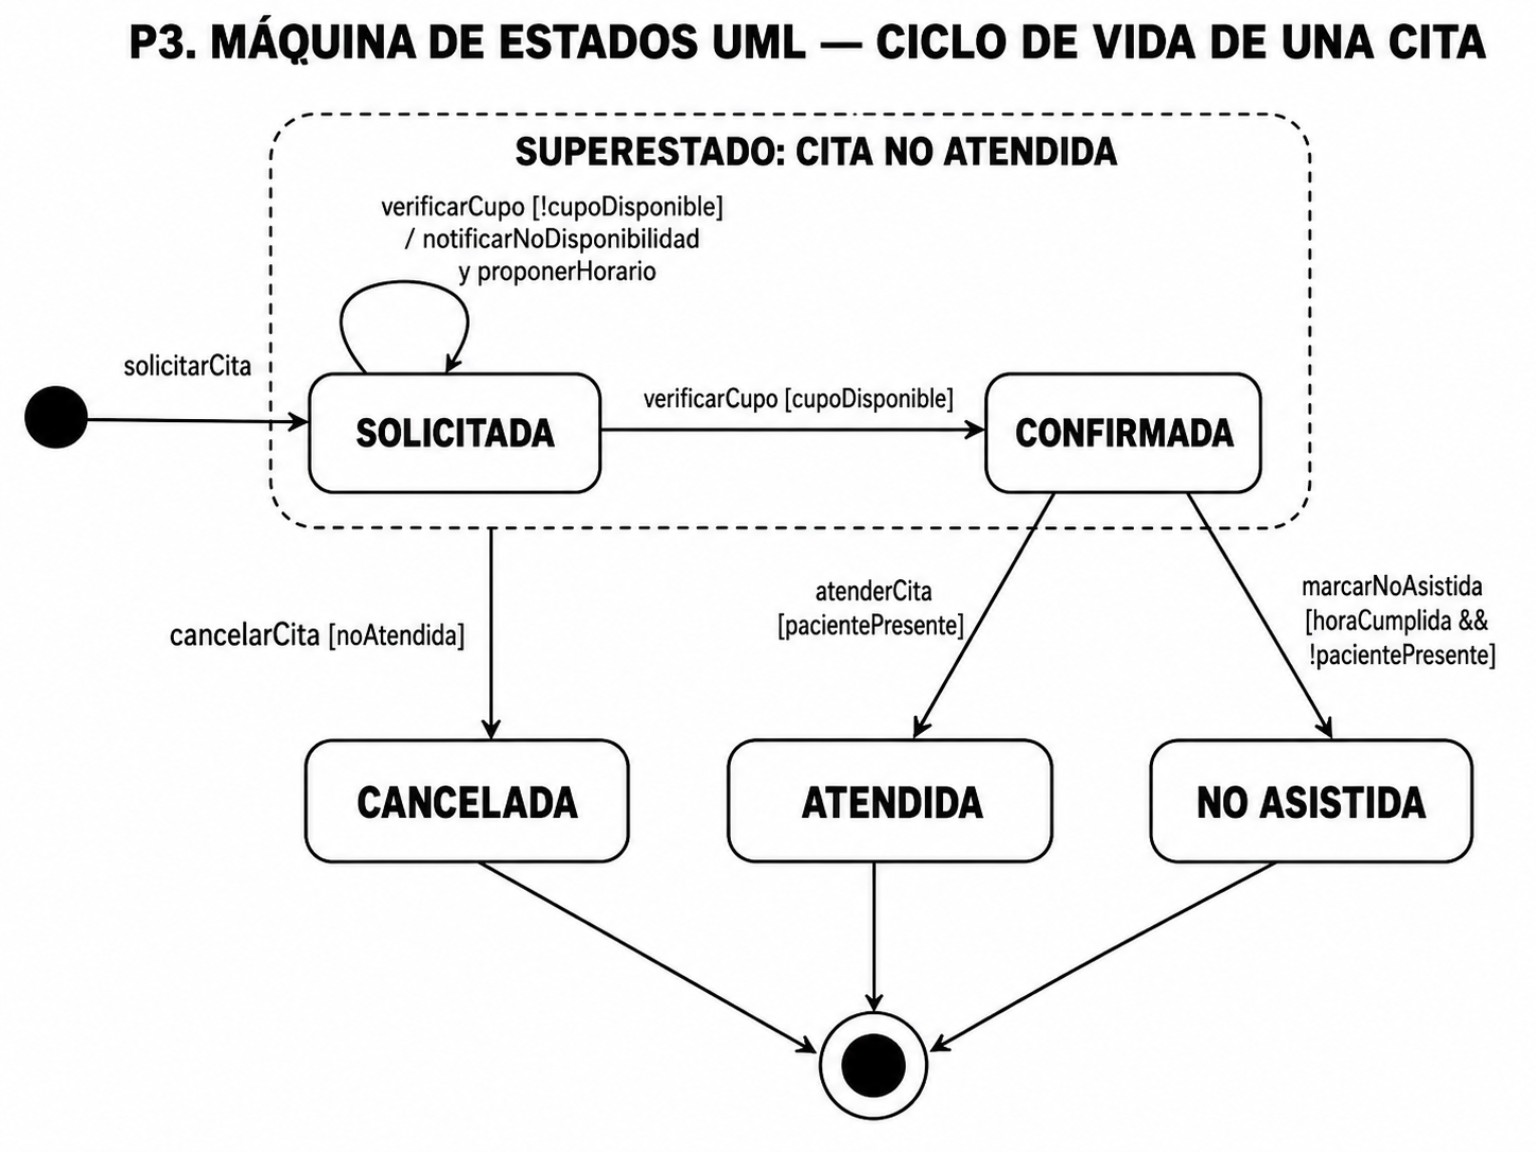 P3. MÁQUINA DE ESTADOS UML — CICLO DE VIDA DE UNA CITA
SUPERESTADO: CITA NO ATENDIDA
verificarCupo [!cupoDisponible]
/ notificarNoDisponibilidad
y proponerHorario
solicitarCita
SOLICITADA
verificarCupo [cupoDisponible]
CONFIRMADA
cancelarCita [noAtendida]
atenderCita
[pacientePresente]
marcarNoAsistida
[horaCumplida &&
!pacientePresente]
CANCELADA
ATENDIDA
NO ASISTIDA